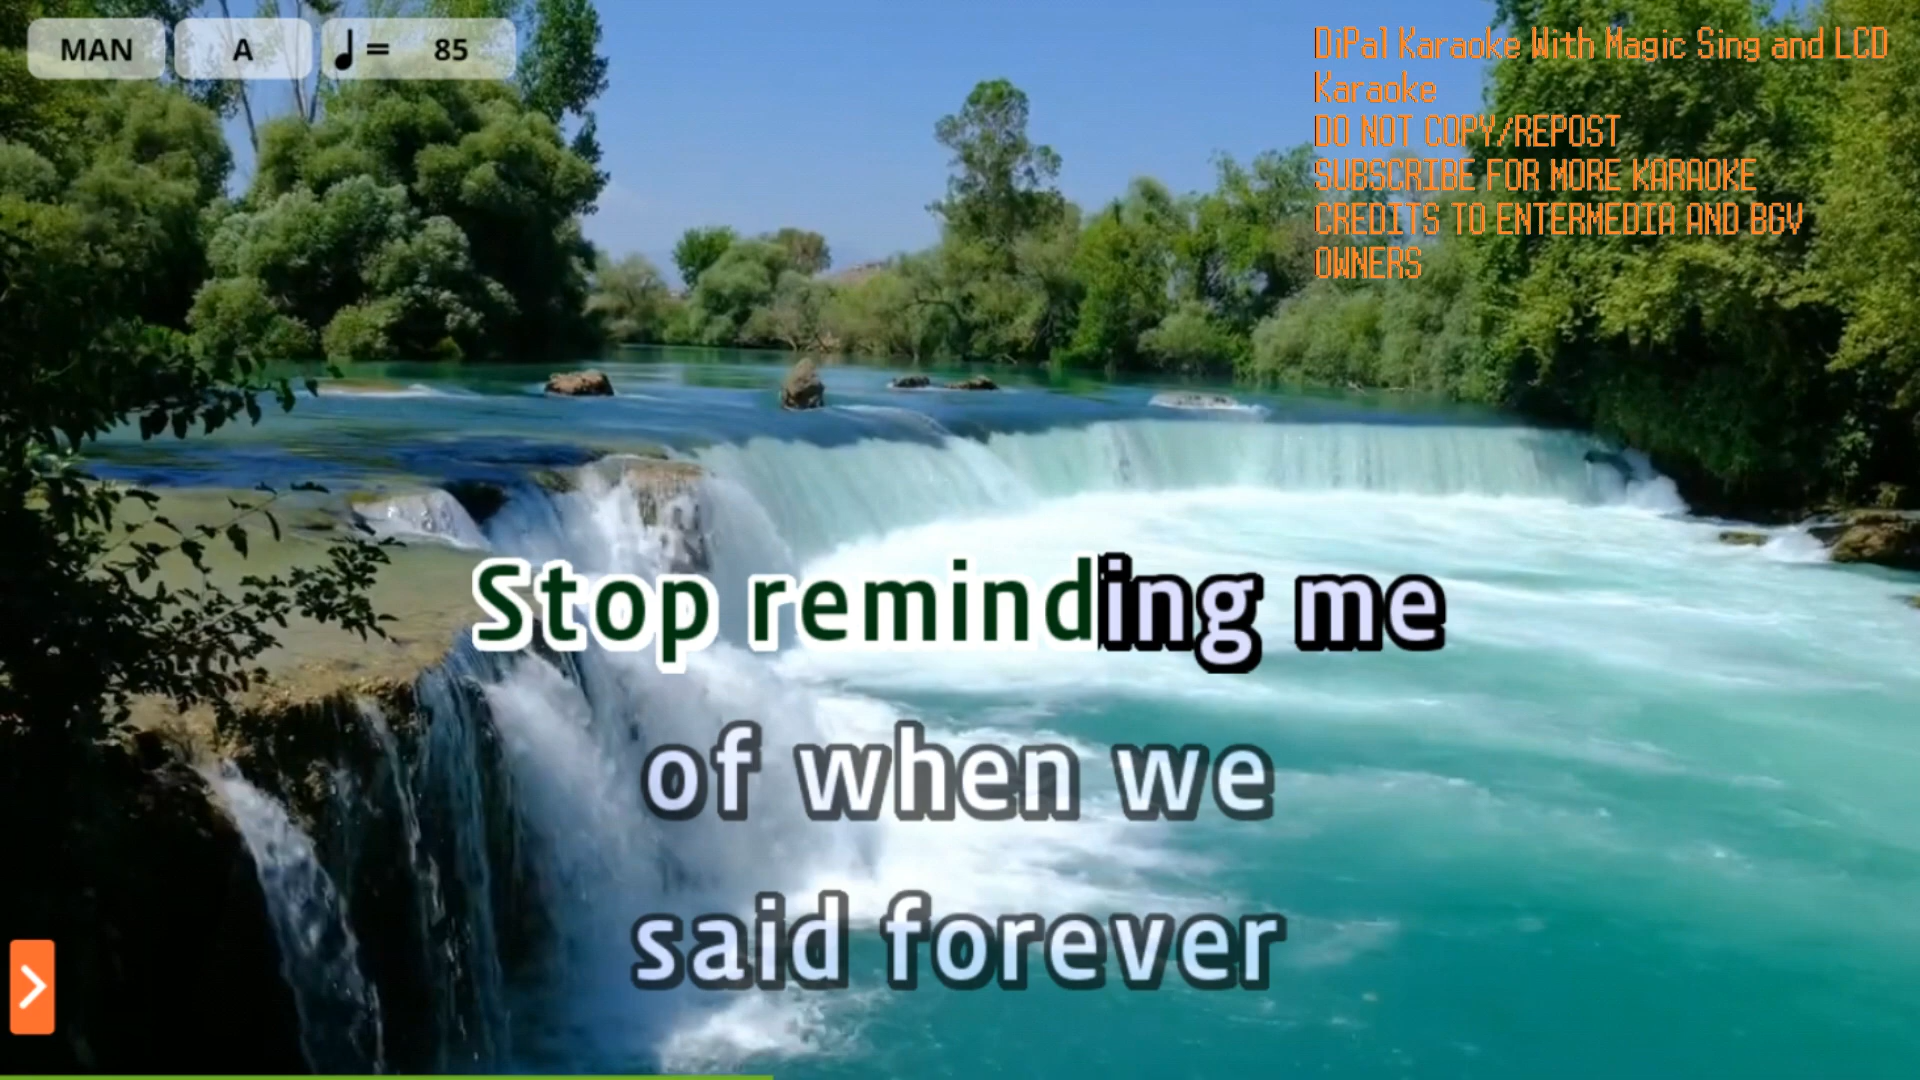 MAN A ♩= 85
DiPal Karaoke With Magic Sing and LCD
Karaoke
DO NOT COPY/REPOST
SUBSCRIBE FOR MORE KARAOKE
CREDITS TO ENTERMEDIA AND BGV
OWNERS
Stop reminding me
of when we
said forever